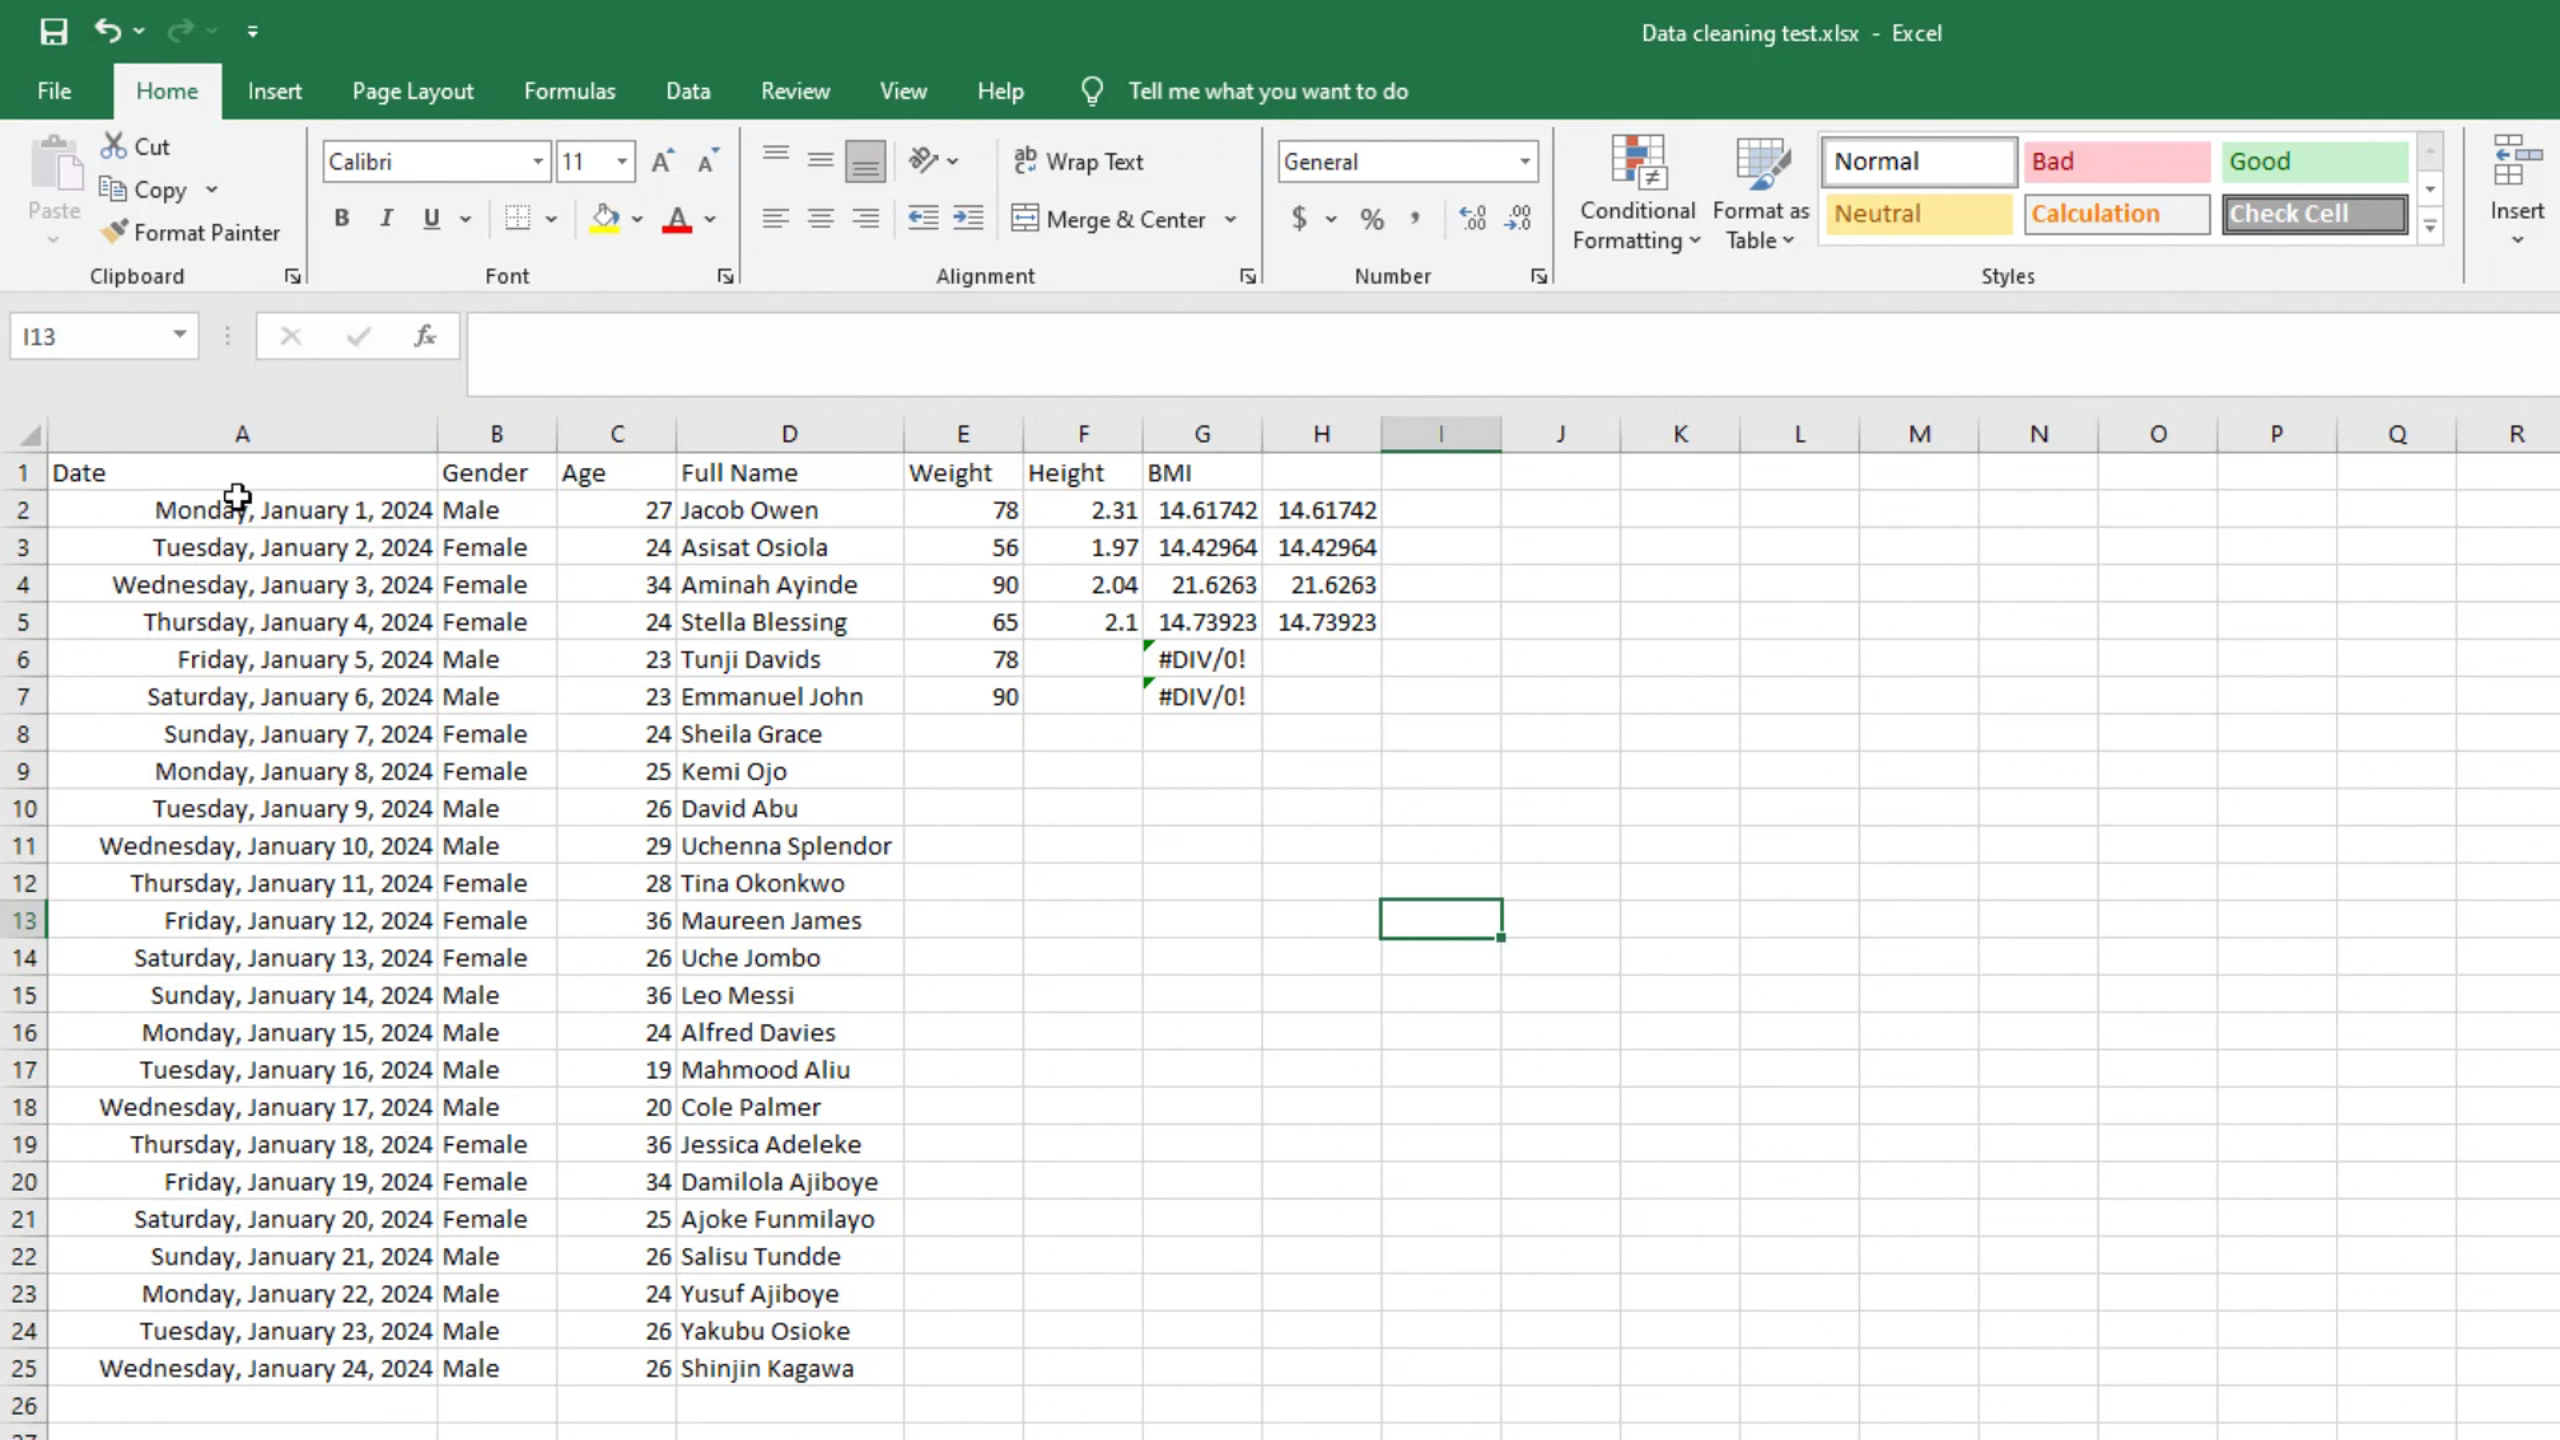 Data cleaning test.xlsx - Excel
File Home Insert Page Layout Formulas Data Review View Help Tell me what you want to do
Paste
Cut
Copy
Format Painter
Clipboard
Calibri 11 A A
B I U A
Font
ab Wrap Text
Merge & Center
Alignment
General
$ % , .00 .00
Number
Conditional Formatting
Format as Table
Normal Bad Good
Neutral Calculation Check Cell
Styles
Insert
I13 fx
A B C D E F G H I J K L M N O P Q R
1 Date Gender Age Full Name Weight Height BMI
2 Monday, January 1, 2024 Male 27 Jacob Owen 78 2.31 14.61742 14.61742
3 Tuesday, January 2, 2024 Female 24 Asisat Osiola 56 1.97 14.42964 14.42964
4 Wednesday, January 3, 2024 Female 34 Aminah Ayinde 90 2.04 21.6263 21.6263
5 Thursday, January 4, 2024 Female 24 Stella Blessing 65 2.1 14.73923 14.73923
6 Friday, January 5, 2024 Male 23 Tunji Davids 78 #DIV/0!
7 Saturday, January 6, 2024 Male 23 Emmanuel John 90 #DIV/0!
8 Sunday, January 7, 2024 Female 24 Sheila Grace
9 Monday, January 8, 2024 Female 25 Kemi Ojo
10 Tuesday, January 9, 2024 Male 26 David Abu
11 Wednesday, January 10, 2024 Male 29 Uchenna Splendor
12 Thursday, January 11, 2024 Female 28 Tina Okonkwo
13 Friday, January 12, 2024 Female 36 Maureen James
14 Saturday, January 13, 2024 Female 26 Uche Jombo
15 Sunday, January 14, 2024 Male 36 Leo Messi
16 Monday, January 15, 2024 Male 24 Alfred Davies
17 Tuesday, January 16, 2024 Male 19 Mahmood Aliu
18 Wednesday, January 17, 2024 Male 20 Cole Palmer
19 Thursday, January 18, 2024 Female 36 Jessica Adeleke
20 Friday, January 19, 2024 Female 34 Damilola Ajiboye
21 Saturday, January 20, 2024 Female 25 Ajoke Funmilayo
22 Sunday, January 21, 2024 Male 26 Salisu Tundde
23 Monday, January 22, 2024 Male 24 Yusuf Ajiboye
24 Tuesday, January 23, 2024 Male 26 Yakubu Osioke
25 Wednesday, January 24, 2024 Male 26 Shinjin Kagawa
26